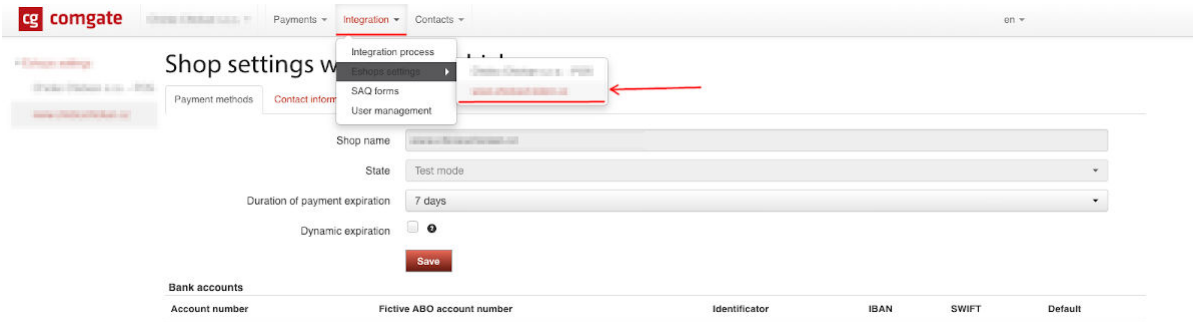 cg comgate
Payments Integration Contacts en
Integration process
Shop settings w
Eshops settings
SAQ forms
User management
Payment methods Contact inform
Shop name
State Test mode
Duration of payment expiration 7 days
Dynamic expiration ?
Save
Bank accounts
Account number Fictive ABO account number Identificator IBAN SWIFT Default